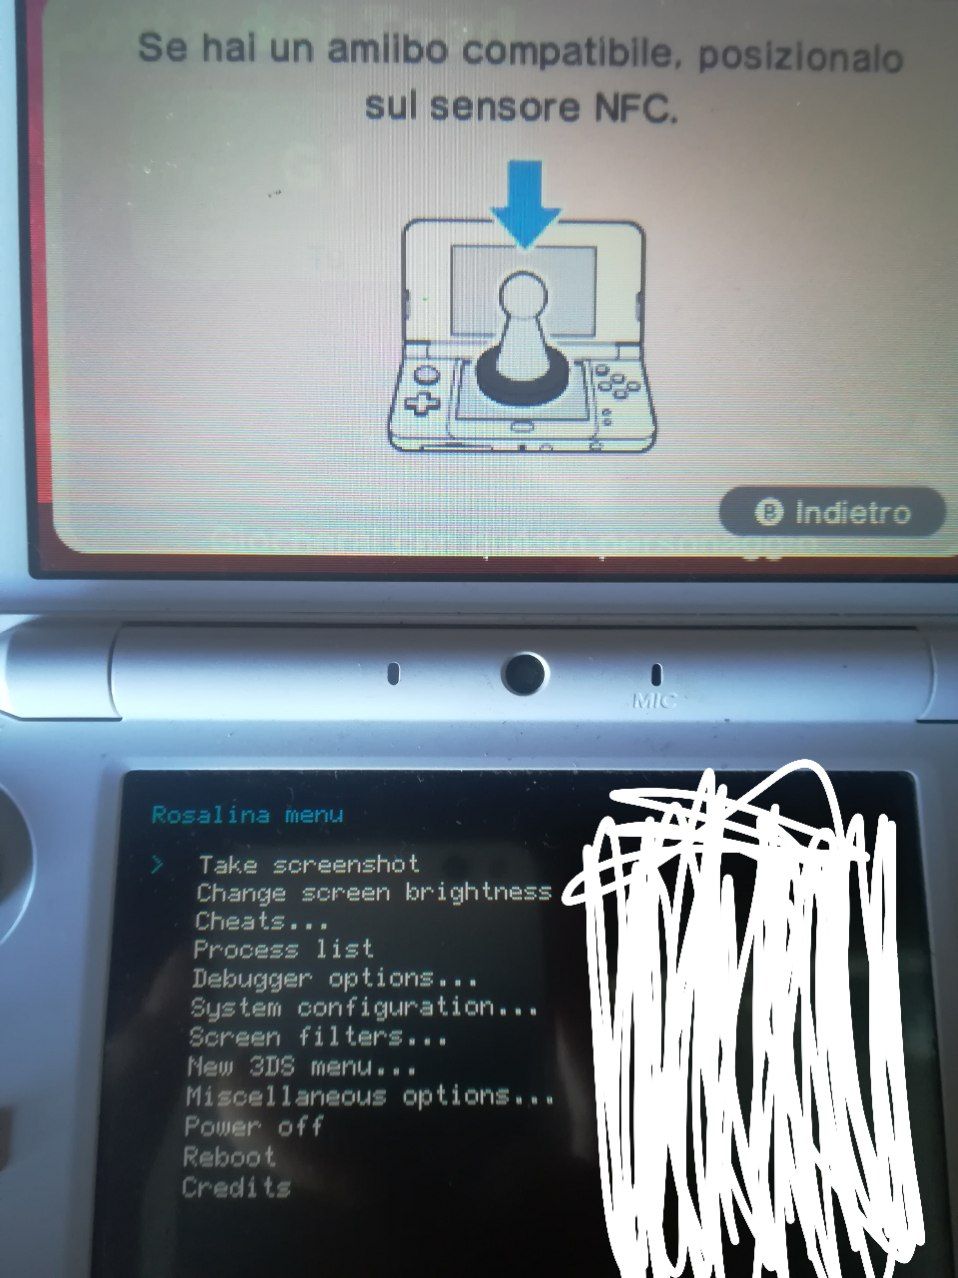 Se hai un amiibo compatibile, posizionalo
sul sensore NFC.
B Indietro
MIC
Rosalina menu
> Take screenshot
Change screen brightness
Cheats...
Process list
Debugger options...
System configuration...
Screen filters...
New 3DS menu...
Miscellaneous options...
Power off
Reboot
Credits